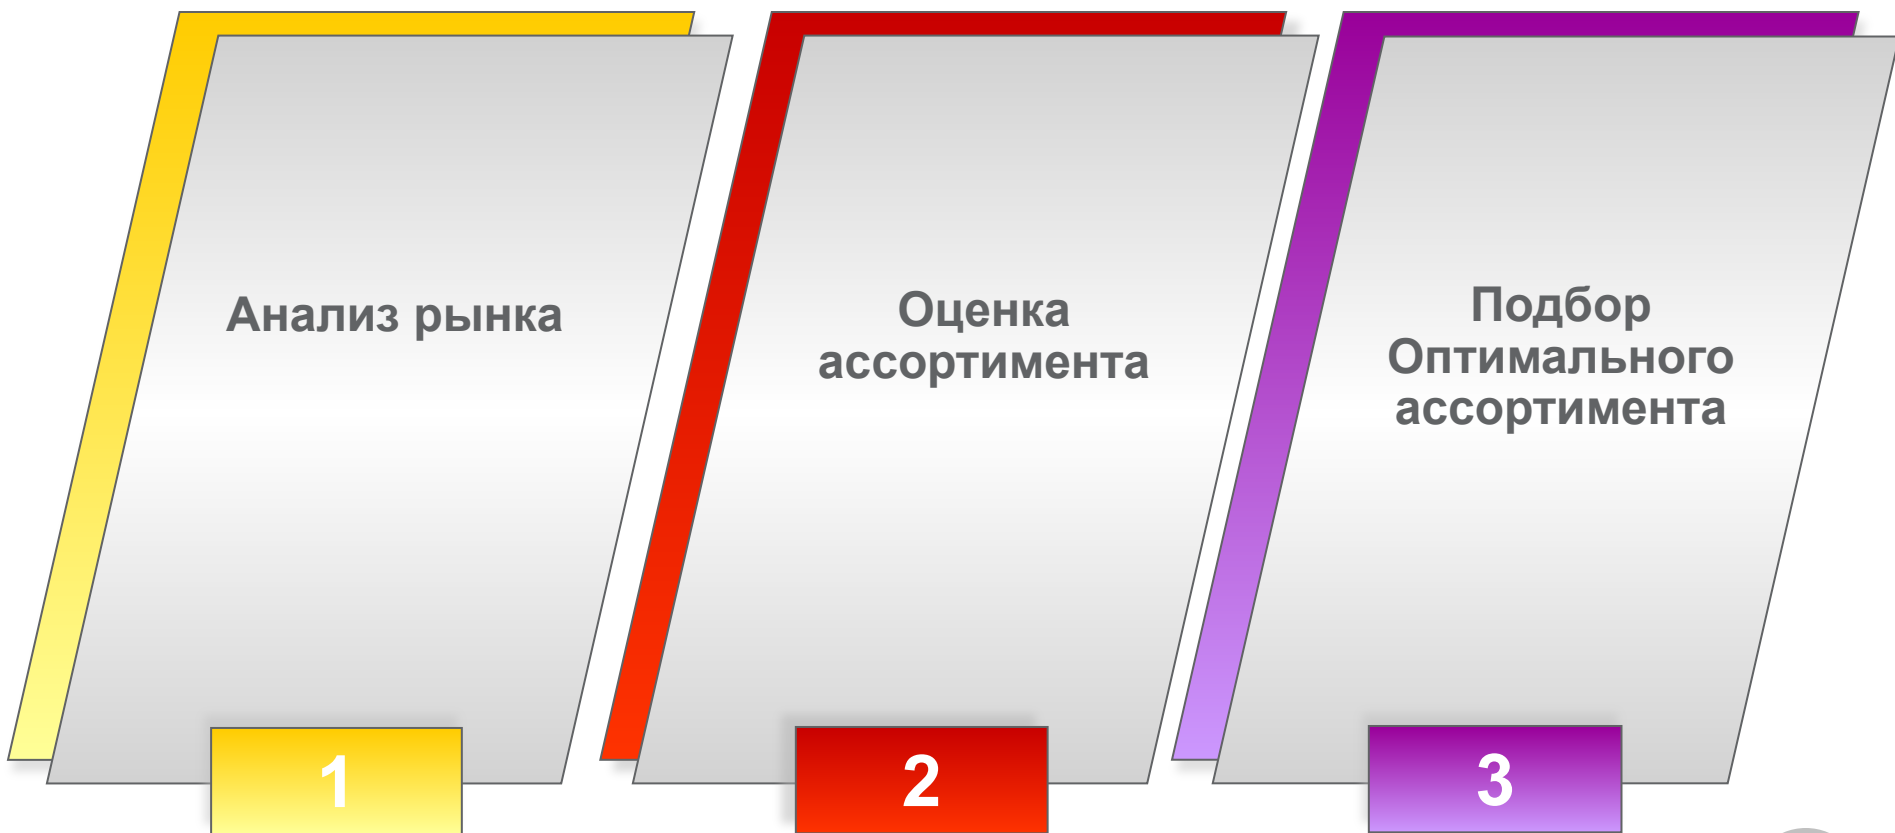 Анализ рынка
1
Оценка
ассортимента
2
Подбор
Оптимального
ассортимента
3